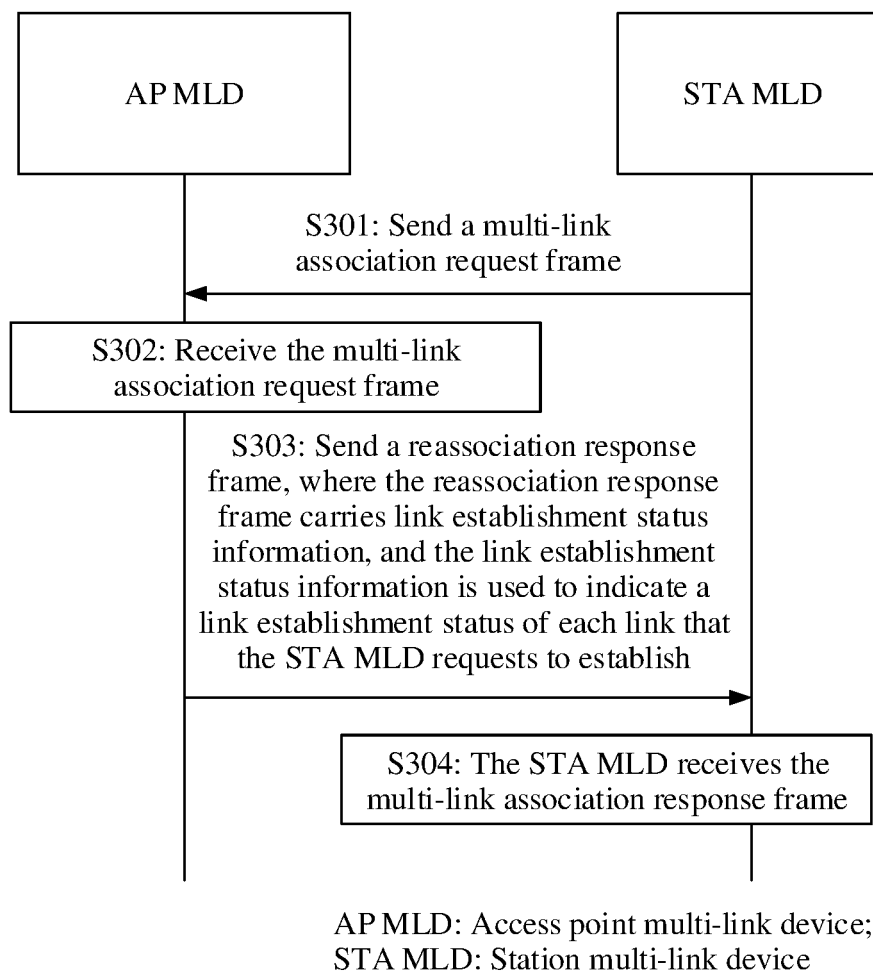 AP MLD
STA MLD
S301: Send a multi-link
association request frame
S302: Receive the multi-link
association request frame
S303: Send a reassociation response
frame, where the reassociation response
frame carries link establishment status
information, and the link establishment
status information is used to indicate a
link establishment status of each link that
the STA MLD requests to establish
S304: The STA MLD receives the
multi-link association response frame
AP MLD: Access point multi-link device;
STA MLD: Station multi-link device